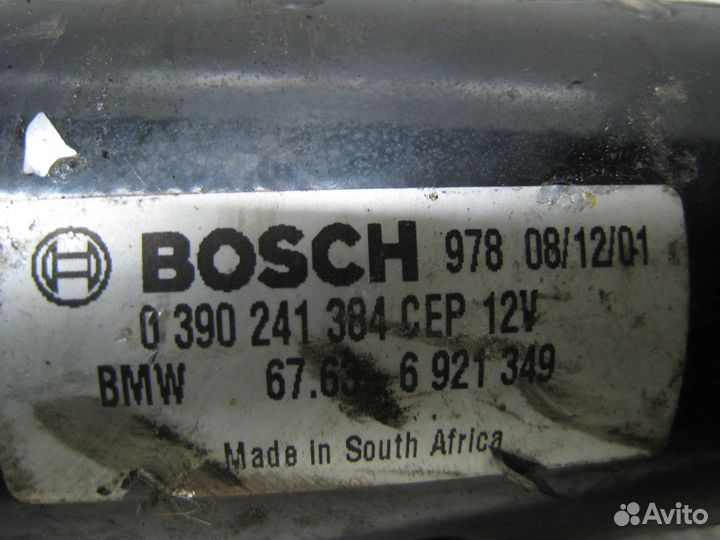 BOSCH 978 08/12/01
0 390 241 384 CEP 12V
BMW 67.63 - 6 921 349
Made in South Africa
Avito